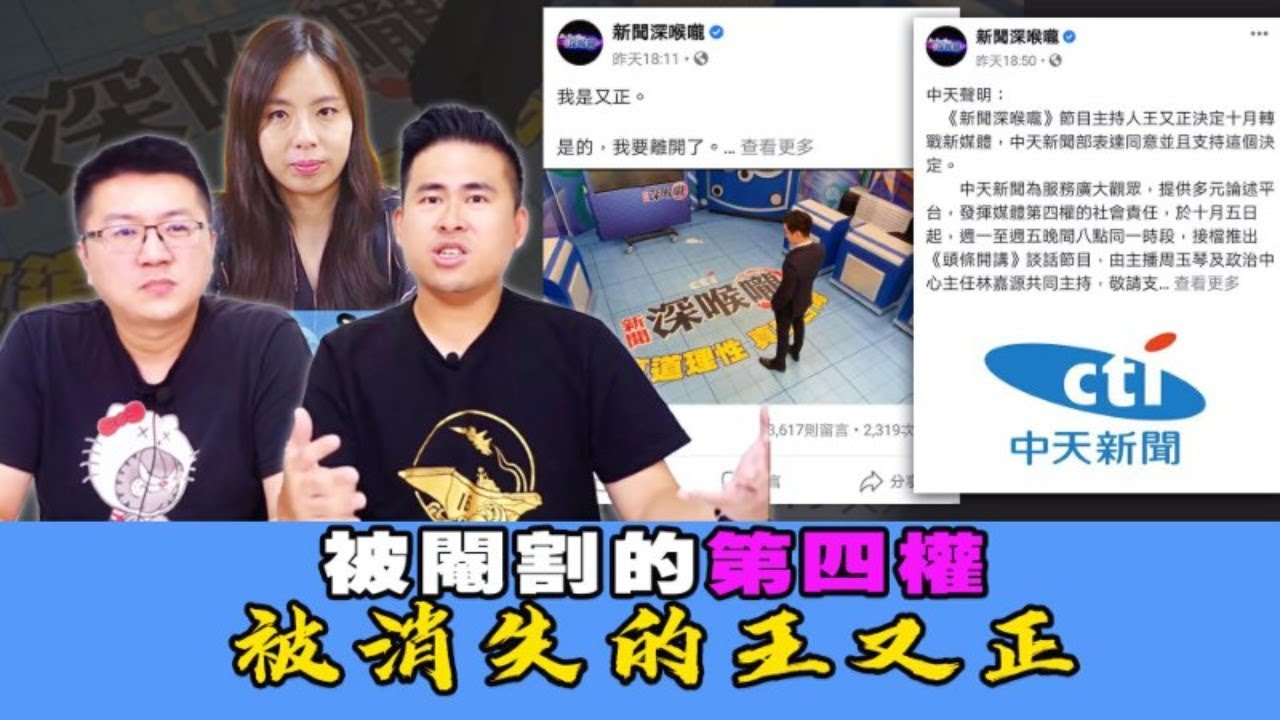 新聞深喉嚨
昨天18:11
我是又正。
是的，我要離開了。... 查看更多
深喉嚨
新聞
深喉嚨
道理性 真
3,617則留言・2,319次
言
分
新聞深喉嚨
昨天18:50
中天聲明：
《新聞深喉嚨》節目主持人王又正決定十月轉
戰新媒體，中天新聞部表達同意並且支持這個決
定。
中天新聞為服務廣大觀眾，提供多元論述平
台，發揮媒體第四權的社會責任，於十月五日
起，週一至週五晚間八點同一時段，接檔推出
《頭條開講》談話節目，由主播周玉琴及政治中
心主任林嘉源共同主持，敬請支... 查看更多
cti
中天新聞
16
被閹割的第四權
被消失的王又正